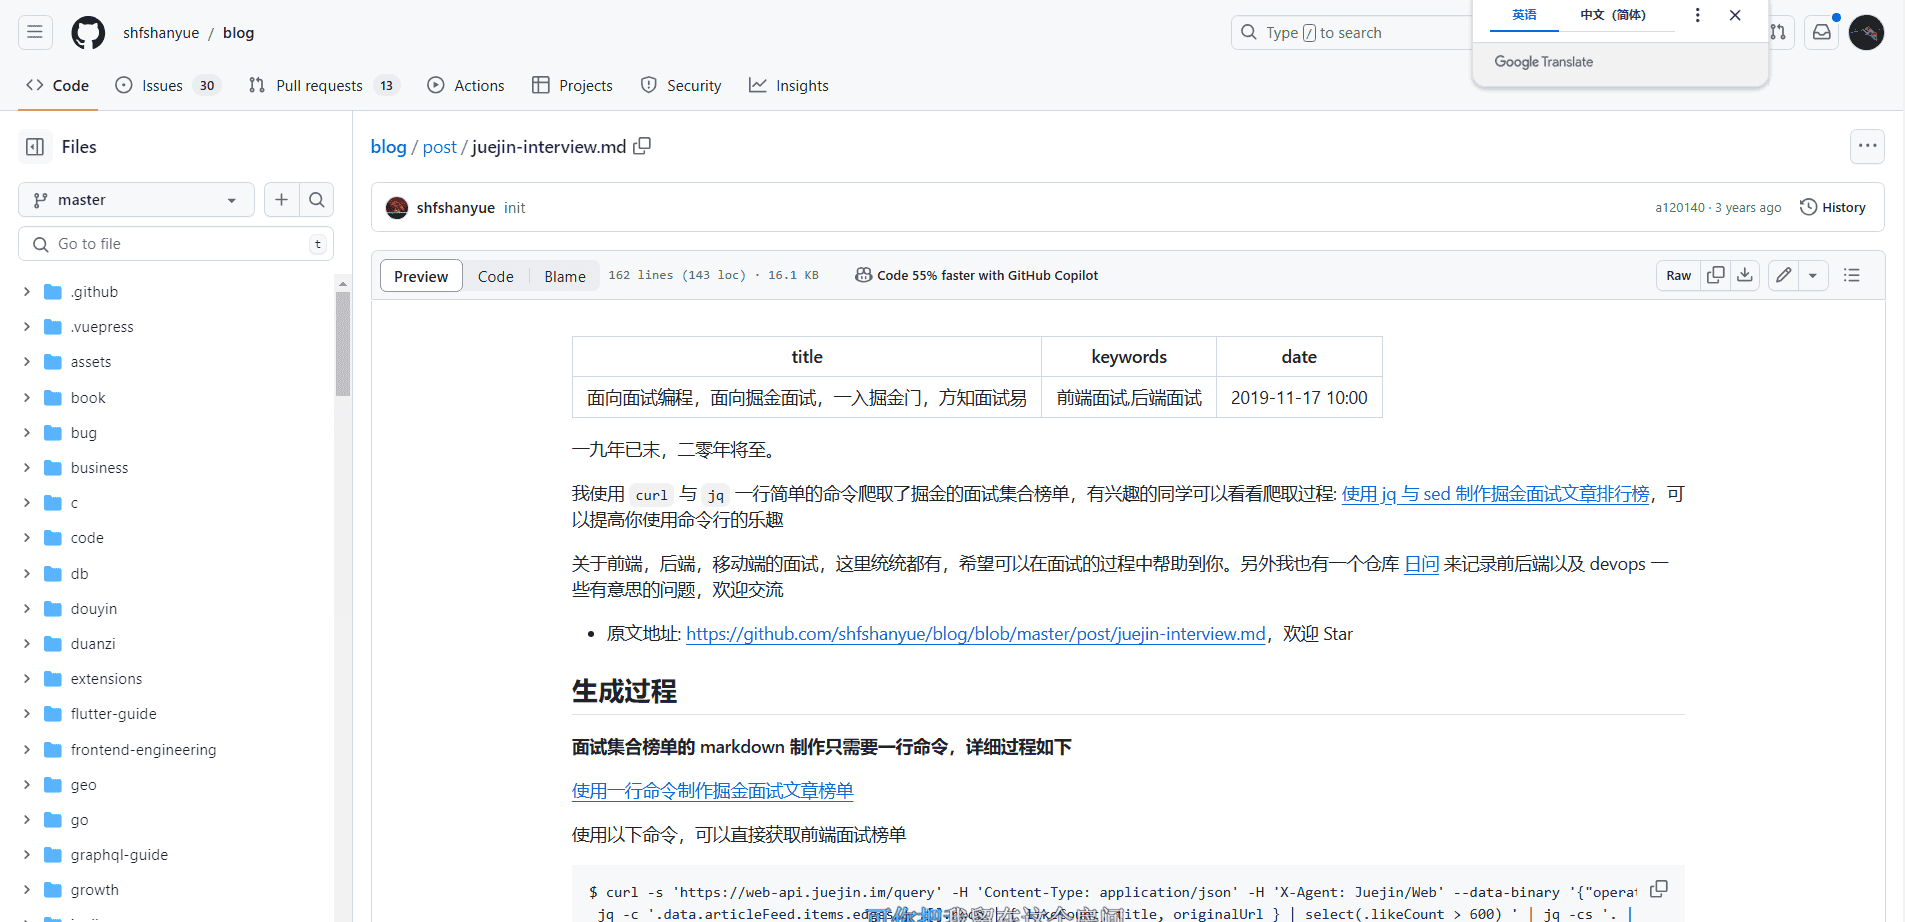 shfshanyue / blog
Type / to search
英语 中文（简体）
Google Translate
Code Issues 30 Pull requests 13 Actions Projects Security Insights
Files
master
Go to file t
.github
.vuepress
assets
book
bug
business
c
code
db
douyin
duanzi
extensions
flutter-guide
frontend-engineering
geo
go
graphql-guide
growth
blog / post / juejin-interview.md
shfshanyue init a120140 · 3 years ago History
Preview Code Blame 162 lines (143 loc) · 16.1 KB Code 55% faster with GitHub Copilot Raw
title keywords date
面向面试编程，面向掘金面试，一入掘金门，方知面试易 前端面试,后端面试 2019-11-17 10:00
一九年已末，二零年将至。
我使用 curl 与 jq 一行简单的命令爬取了掘金的面试集合榜单，有兴趣的同学可以看看爬取过程: 使用 jq 与 sed 制作掘金面试文章排行榜，可
以提高你使用命令行的乐趣
关于前端，后端，移动端的面试，这里统统都有，希望可以在面试的过程中帮助到你。另外我也有一个仓库 日问 来记录前后端以及 devops 一
些有意思的问题，欢迎交流
原文地址: https://github.com/shfshanyue/blog/blob/master/post/juejin-interview.md，欢迎 Star
生成过程
面试集合榜单的 markdown 制作只需要一行命令，详细过程如下
使用一行命令制作掘金面试文章榜单
使用以下命令，可以直接获取前端面试榜单
$ curl -s 'https://web-api.juejin.im/query' -H 'Content-Type: application/json' -H 'X-Agent: Juejin/Web' --data-binary '{"operat
jq -c '.data.articleFeed.items.edges title, originalUrl } | select(.likeCount > 600) ' | jq -cs '. |